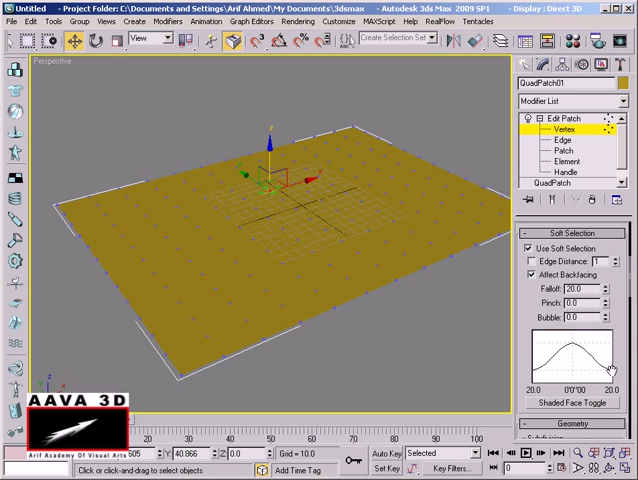 Untitled - Project Folder: C:\Documents and Settings\Arif Ahmed\My Documents\3dsmax - Autodesk 3ds Max 2009 SP1 - Display : Direct 3D
File Edit Tools Group Views Create Modifiers Animation Graph Editors Rendering Customize MAXScript Help RealFlow Tentacles
View
Create Selection Set
Perspective
QuadPatch01
Modifier List
Edit Patch
Vertex
Edge
Patch
Element
Handle
QuadPatch
Soft Selection
Use Soft Selection
Edge Distance: 1
Affect Backfacing
Falloff: 20.0
Pinch: 0.0
Bubble: 0.0
20.0 0'0"00 20.0
Shaded Face Toggle
Geometry
z
x
y
AAVA 3D
Arif Academy Of Visual Arts
20 30 40 50 60 70 80 90 100
605 Y: 40.866 Z: 0.0 Grid = 10.0
Auto Key Selected
Click or click-and-drag to select objects
Add Time Tag
Set Key Key Filters...
0